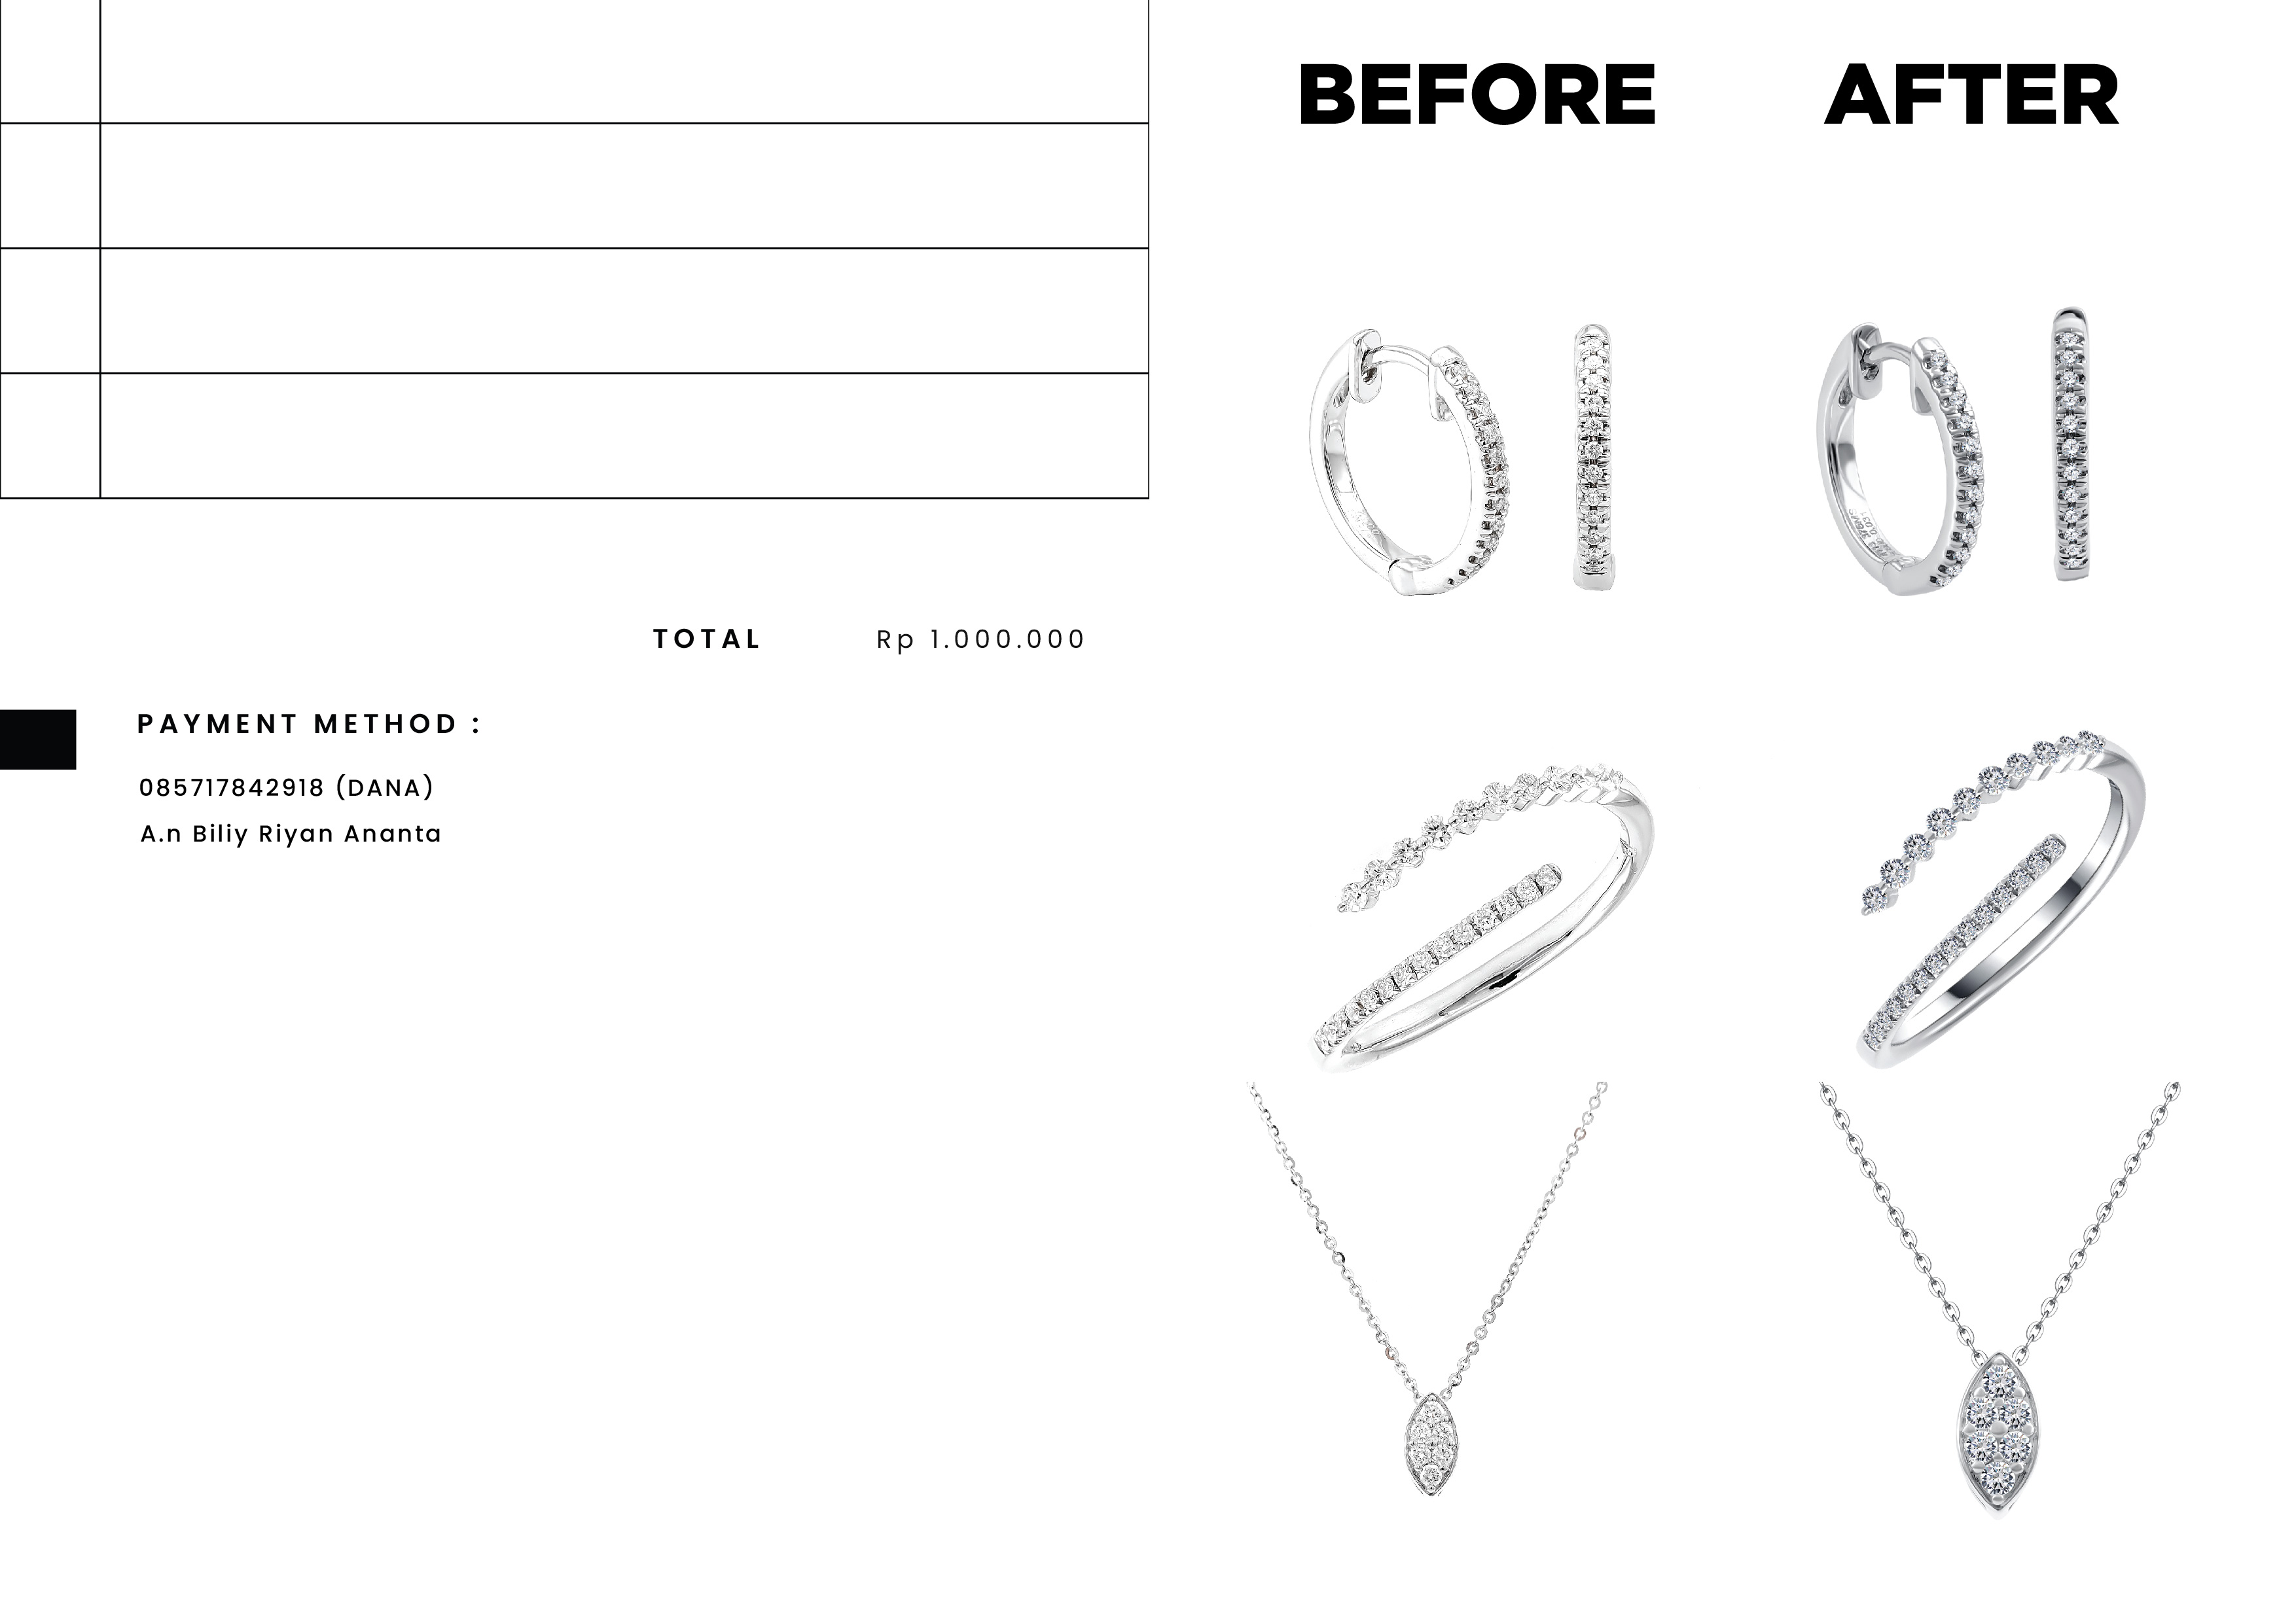 TOTAL Rp 1.000.000
PAYMENT METHOD :
085717842918 (DANA)
A.n Biliy Riyan Ananta
BEFORE AFTER